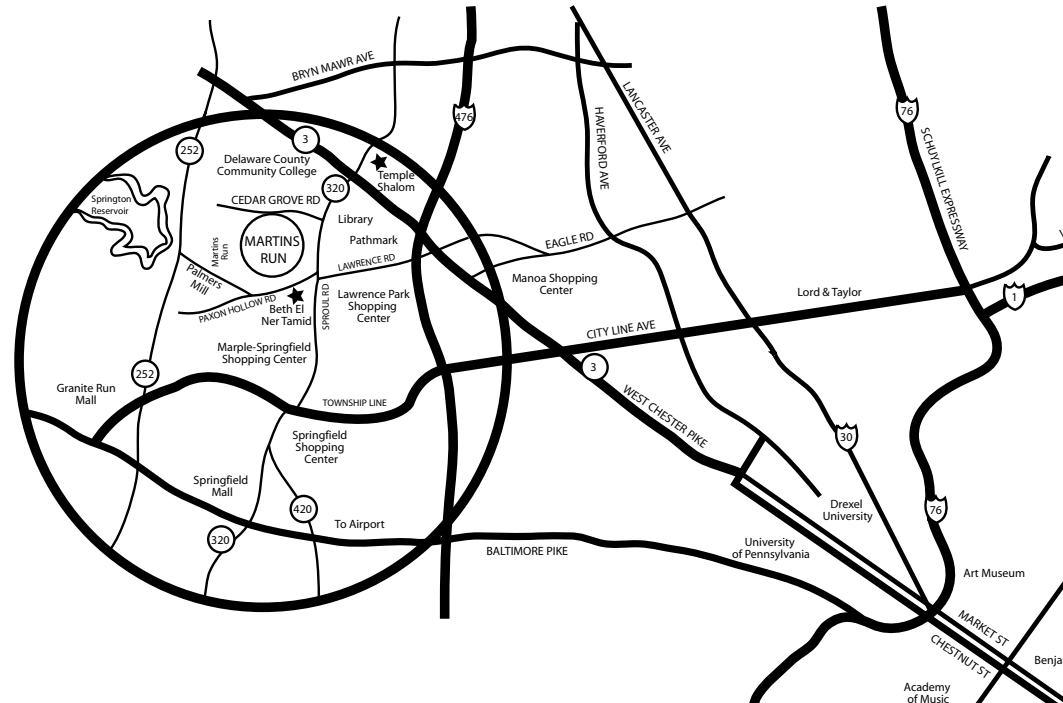 BRYN MAWR AVE
476
LANCASTER AVE
HAVERFORD AVE
76
SCHUYLKILL EXPRESSWAY
3
252
Delaware County
Community College
Temple
Shalom
320
Springton
Reservoir
CEDAR GROVE RD
Library
Pathmark
MARTINS
RUN
Martins
Run
EAGLE RD
LAWRENCE RD
Palmers
Mill
PAXON HOLLOW RD
Beth El
Ner Tamid
SPROUL RD
Lawrence Park
Shopping
Center
Manoa Shopping
Center
Lord & Taylor
1
CITY LINE AVE
Marple-Springfield
Shopping Center
252
3
Granite Run
Mall
TOWNSHIP LINE
WEST CHESTER PIKE
30
Springfield
Shopping
Center
Springfield
Mall
420
320
To Airport
BALTIMORE PIKE
Drexel
University
76
University
of Pennsylvania
Art Museum
MARKET ST
CHESTNUT ST
Benja
Academy
of Music